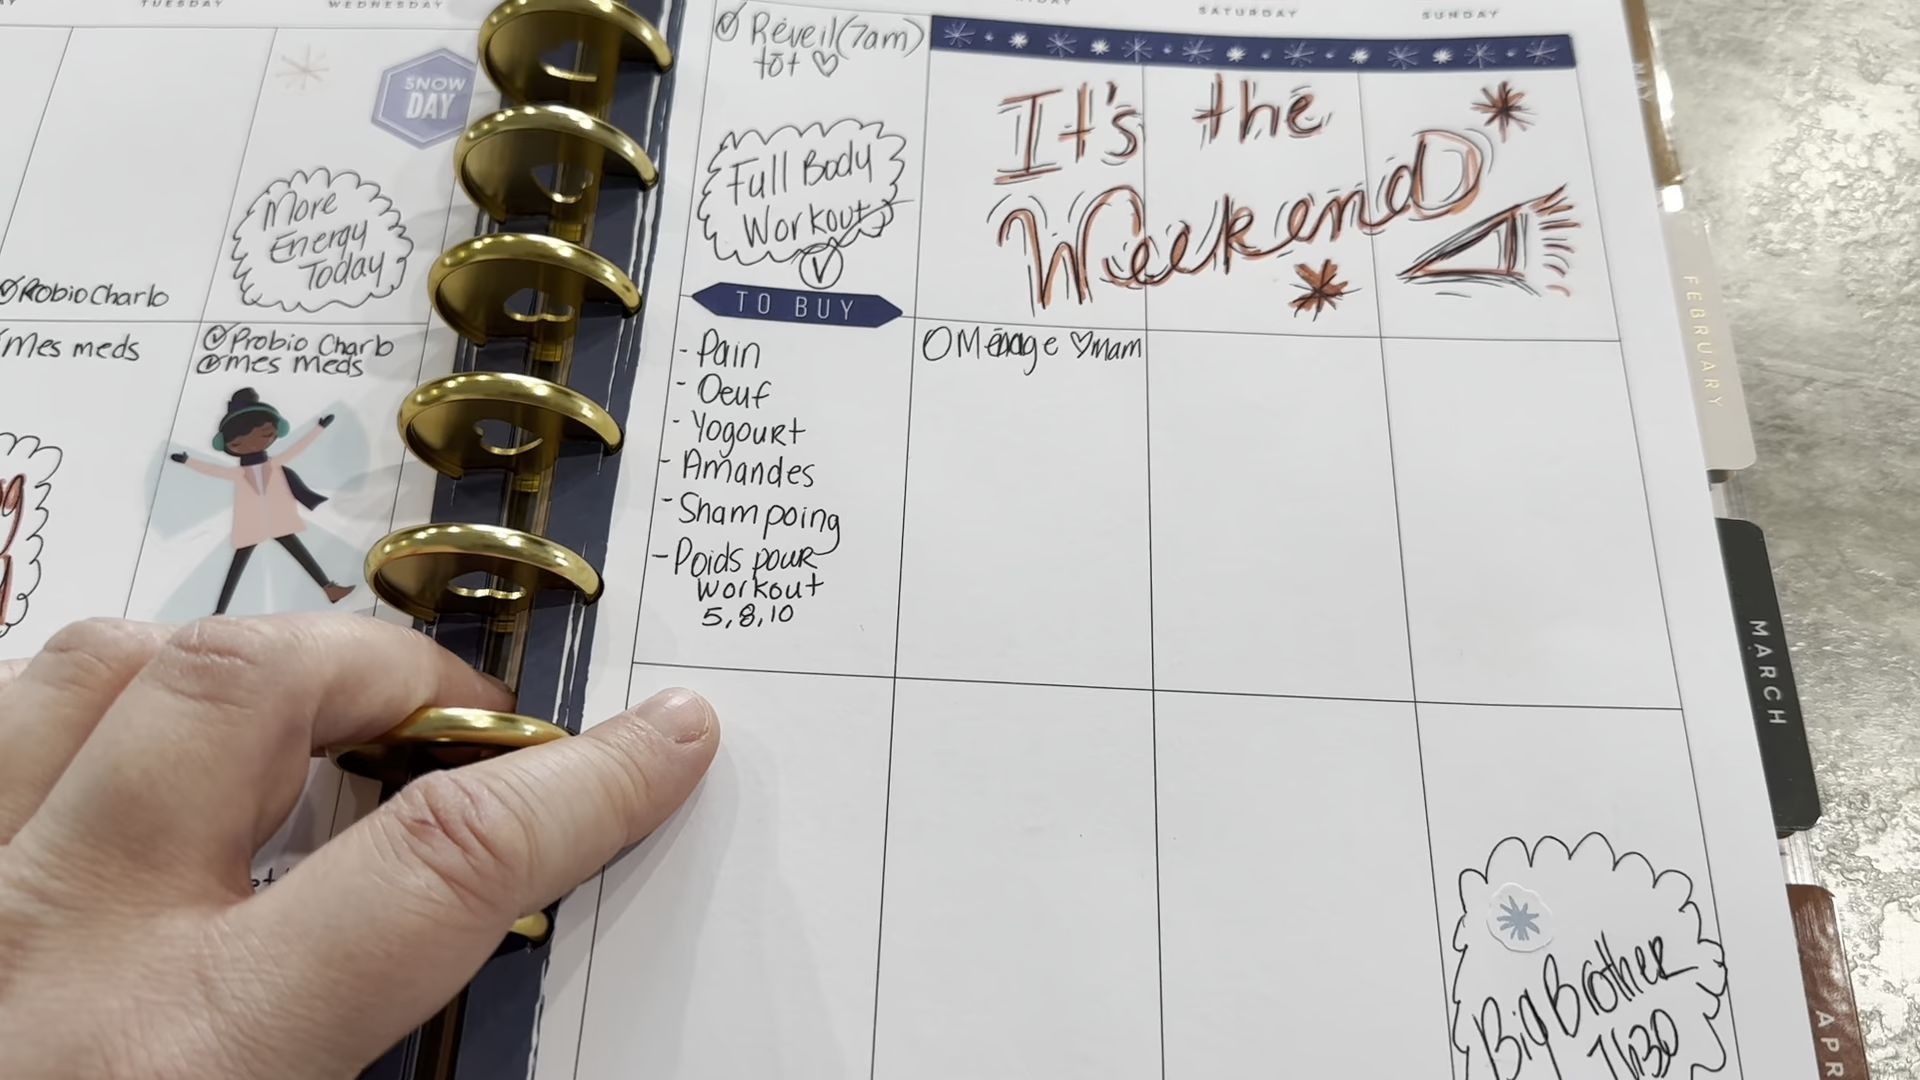 TUESDAY
WEDNESDAY
SNOW
DAY
More
Energy
Today
Robio Charb
Mes meds
Probio Charb
mes meds
SATURDAY
SUNDAY
Réveil (7am)
tôt
Full Body
Workout
TO BUY
- Pain
- Oeuf
- Yogourt
- Amandes
- Shampoing
- Poids pour
workout
5, 8, 10
It's the
Weekend
Ménage ♡ mam
Big Brother
FEBRUARY
MARCH
APR